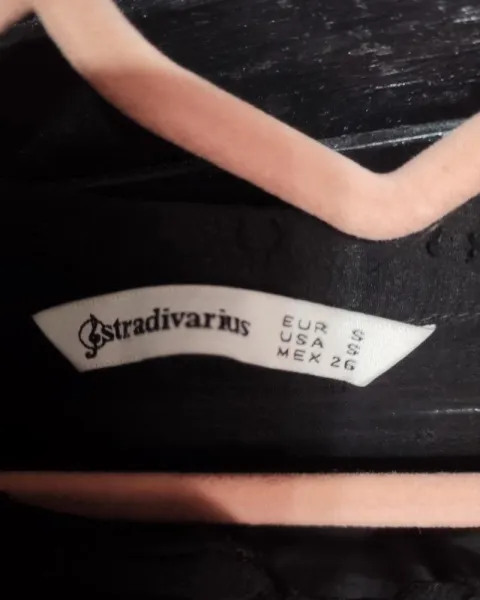 stradivarius
EUR S
USA S
MEX 26